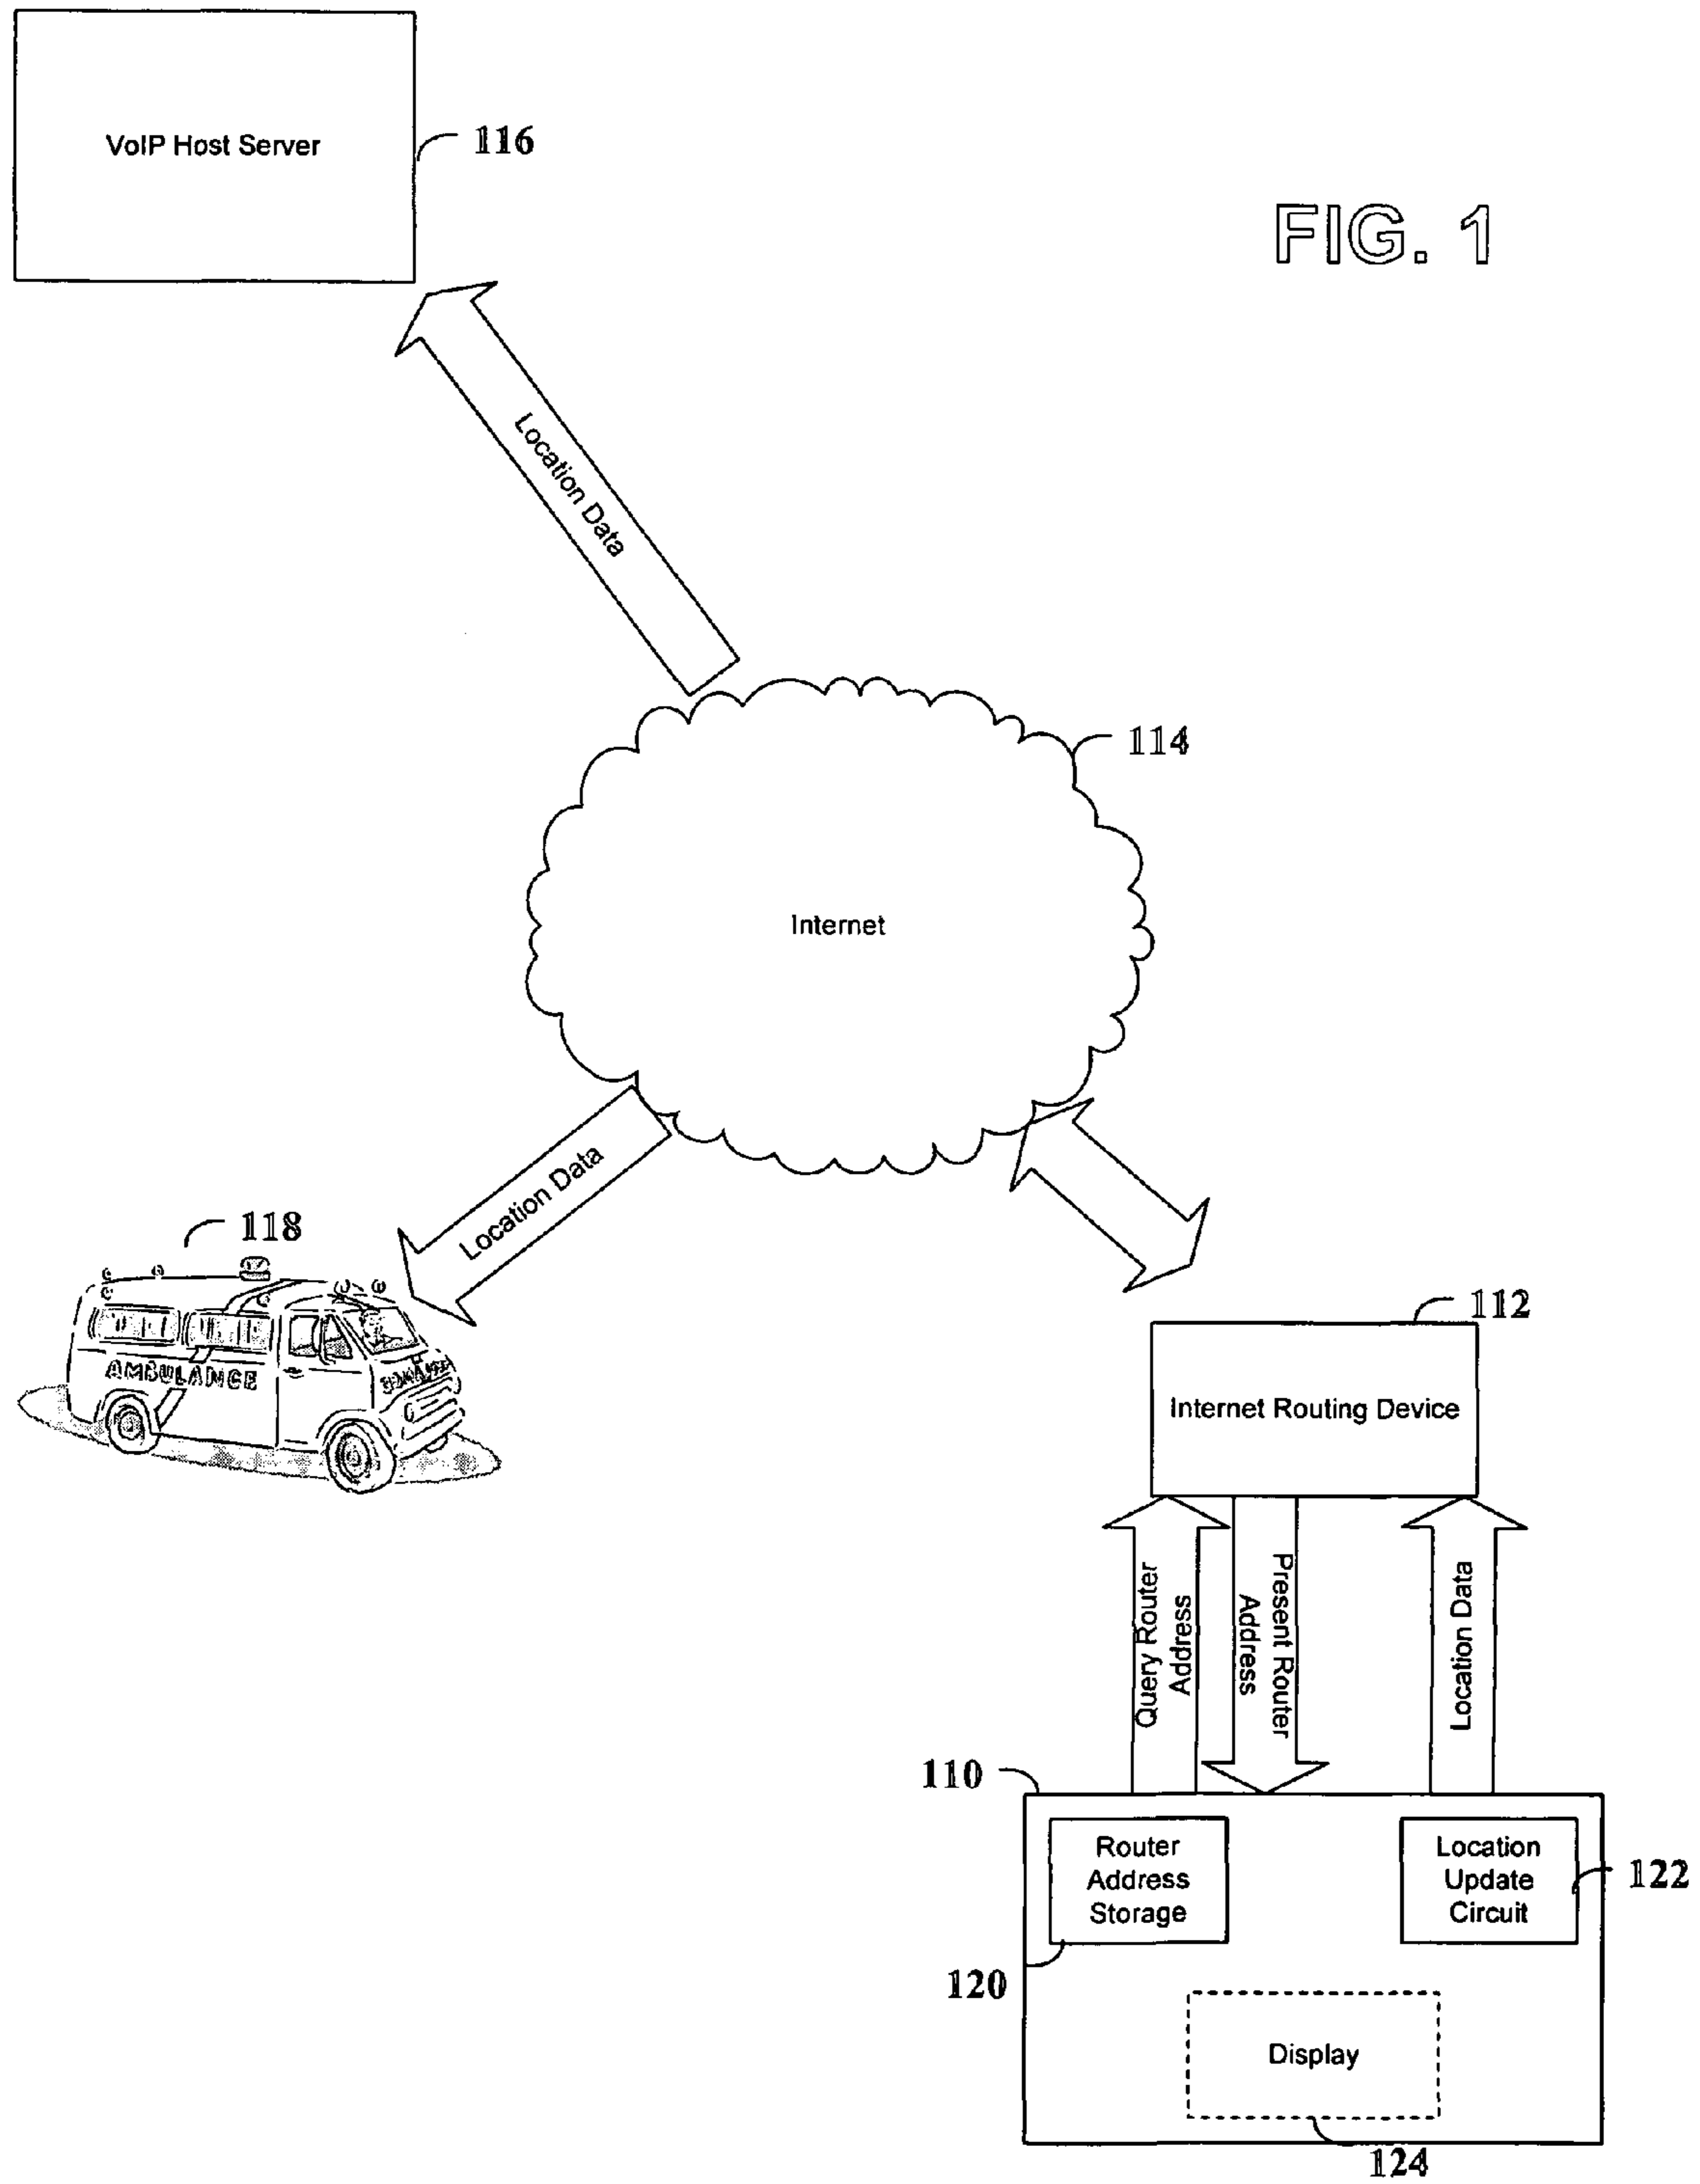 VoIP Host Server
116
FIG. 1
Location Data
114
Internet
Location Data
118
AMBULANCE
112
Internet Routing Device
Query Router
Address
Present Router
Address
Location Data
110
Router
Address
Storage
Location
Update
Circuit
122
120
Display
124